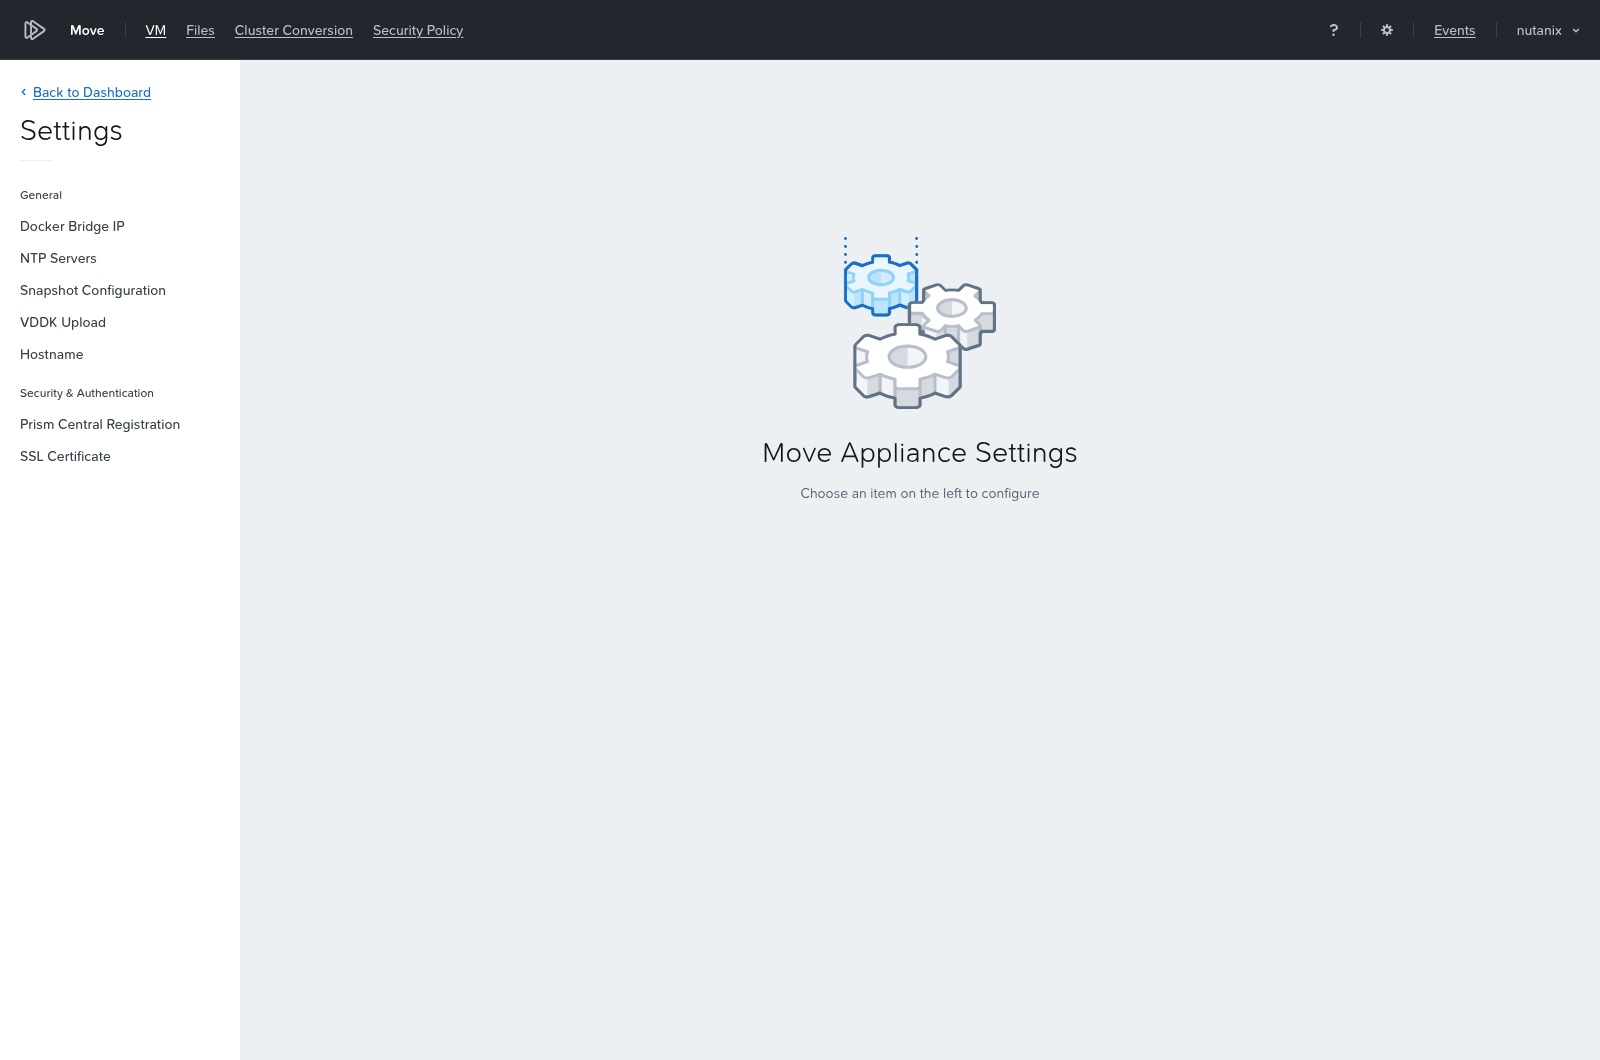 Move VM Files Cluster Conversion Security Policy ? Events nutanix
Back to Dashboard
Settings
General
Docker Bridge IP
NTP Servers
Snapshot Configuration
VDDK Upload
Hostname
Security & Authentication
Prism Central Registration
SSL Certificate
Move Appliance Settings
Choose an item on the left to configure